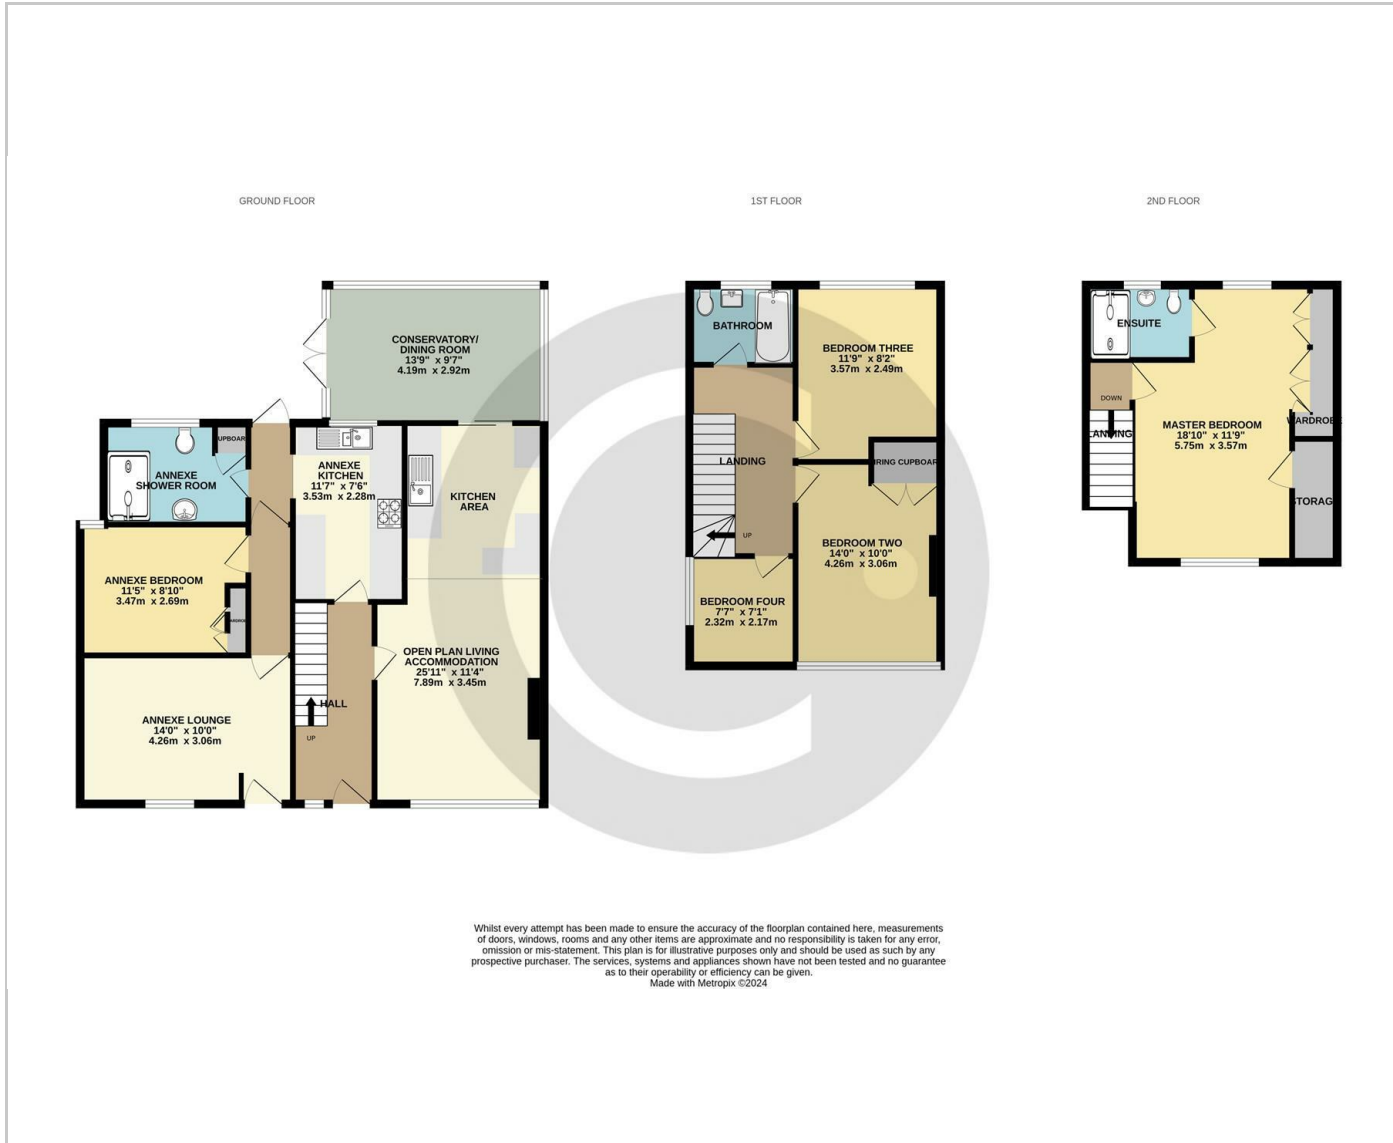 GROUND FLOOR
CONSERVATORY/
DINING ROOM
13'9" x 9'7"
4.19m x 2.92m
UPBOAR
ANNEXE
SHOWER ROOM
ANNEXE
KITCHEN
11'7" x 7'6"
3.53m x 2.28m
KITCHEN
AREA
ANNEXE BEDROOM
11'5" x 8'10"
3.47m x 2.69m
ANNEXE LOUNGE
14'0" x 10'0"
4.26m x 3.06m
HALL
UP
OPEN PLAN LIVING
ACCOMMODATION
25'11" x 11'4"
7.89m x 3.45m
1ST FLOOR
BATHROOM
BEDROOM THREE
11'9" x 8'2"
3.57m x 2.49m
LANDING
IRING CUPBOAR
UP
BEDROOM TWO
14'0" x 10'0"
4.26m x 3.06m
BEDROOM FOUR
7'7" x 7'1"
2.32m x 2.17m
2ND FLOOR
ENSUITE
DOWN
LANDING
MASTER BEDROOM
18'10" x 11'9"
5.75m x 3.57m
WARDROBE
STORAG
Whilst every attempt has been made to ensure the accuracy of the floorplan contained here, measurements
of doors, windows, rooms and any other items are approximate and no responsibility is taken for any error,
omission or mis-statement. This plan is for illustrative purposes only and should be used as such by any
prospective purchaser. The services, systems and appliances shown have not been tested and no guarantee
as to their operability or efficiency can be given.
Made with Metropix ©2024